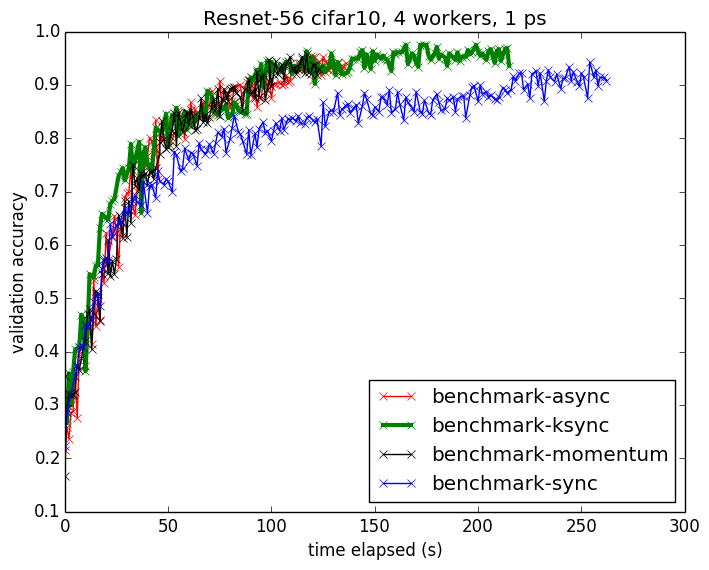 Resnet-56 cifar10, 4 workers, 1 ps
1.0
0.9
0.8
0.7
0.6
0.5
0.4
0.3
0.2
0.1
validation accuracy
benchmark-async
benchmark-ksync
benchmark-momentum
benchmark-sync
0 50 100 150 200 250 300
time elapsed (s)